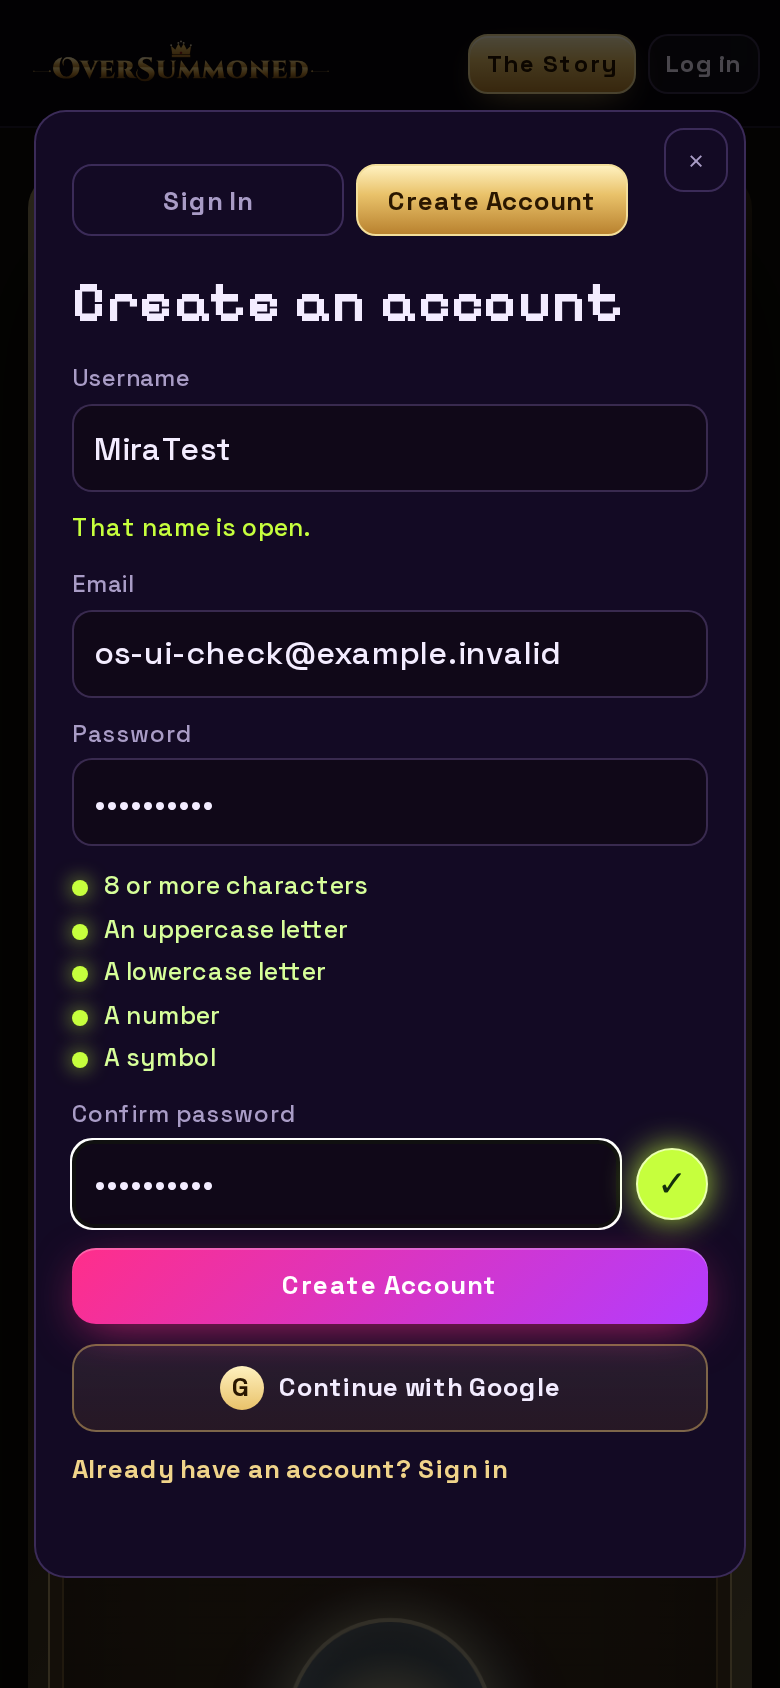 OverSummoned
The Story
Log in
×
Sign In
Create Account
Create an account
Username
MiraTest
That name is open.
Email
os-ui-check@example.invalid
Password
••••••••••
8 or more characters
An uppercase letter
A lowercase letter
A number
A symbol
Confirm password
••••••••••
✓
Create Account
G Continue with Google
Already have an account? Sign in